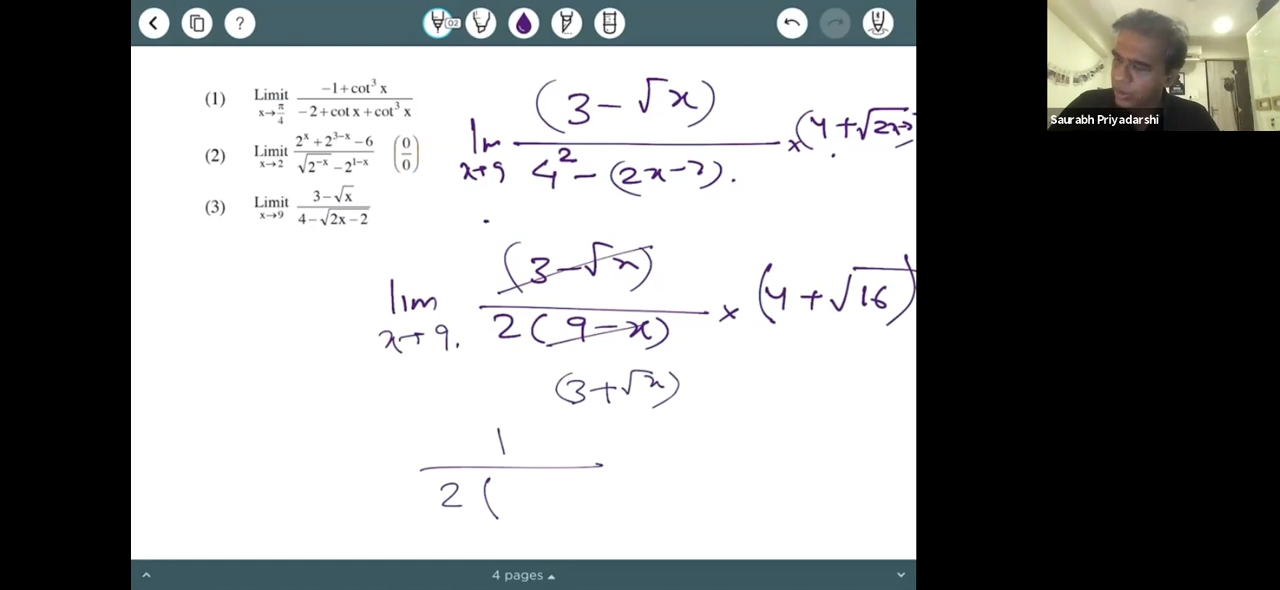 02
?
(1) Limit x→π/4 (-1 + cot³ x)/(-2 + cot x + cot³ x)
(2) Limit x→2 (2^x + 2^(3-x) - 6)/(√(2^(-x)) - 2^(1-x)) (0/0)
(3) Limit x→9 (3 - √x)/(4 - √(2x - 2))
lim x→9 (3 - √x)/(4² - (2x - 2)). × (4 + √2x
lim x→9. (3 - √x)/(2(9 - x)) × (4 + √16)
(3 + √x)
1
2 (
4 pages
Saurabh Priyadarshi